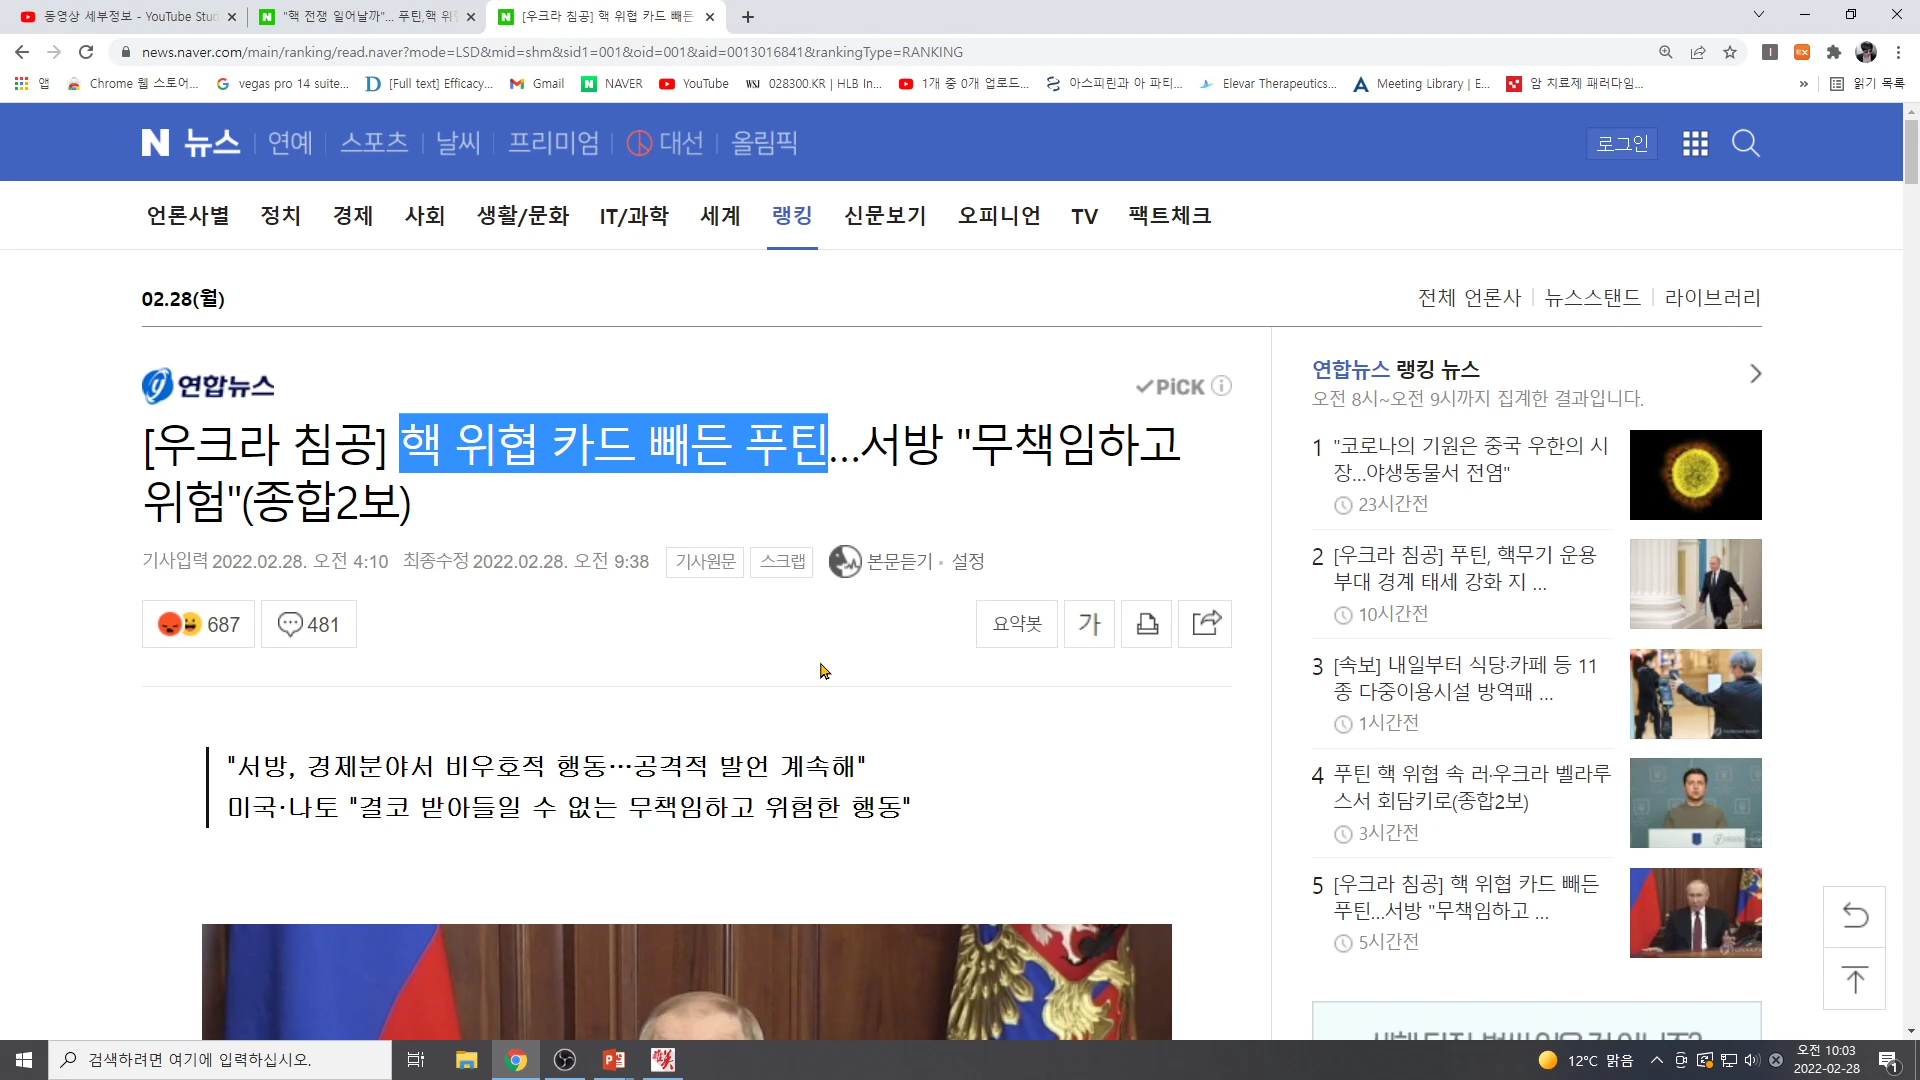 동영상 세부정보 - YouTube Stud
"핵 전쟁 일어날까"... 푸틴,핵 위
[우크라 침공] 핵 위협 카드 빼든
news.naver.com/main/ranking/read.naver?mode=LSD&mid=shm&sid1=001&oid=001&aid=0013016841&rankingType=RANKING
앱
Chrome 웹 스토어...
vegas pro 14 suite...
[Full text] Efficacy...
Gmail
NAVER
YouTube
WSJ 028300.KR | HLB In...
1개 중 0개 업로드...
아스피린과 아 파티...
Elevar Therapeutics...
Meeting Library | E...
암 치료제 패러다임...
»
읽기 목록
N 뉴스 연예 스포츠 날씨 프리미엄 대선 올림픽
로그인
언론사별 정치 경제 사회 생활/문화 IT/과학 세계 랭킹 신문보기 오피니언 TV 팩트체크
02.28(월)
전체 언론사 뉴스스탠드 라이브러리
연합뉴스
PiCK
[우크라 침공] 핵 위협 카드 빼든 푸틴...서방 "무책임하고
위험"(종합2보)
기사입력 2022.02.28. 오전 4:10 최종수정 2022.02.28. 오전 9:38 기사원문 스크랩 본문듣기 · 설정
687 481
요약봇 가
"서방, 경제분야서 비우호적 행동…공격적 발언 계속해"
미국·나토 "결코 받아들일 수 없는 무책임하고 위험한 행동"
연합뉴스 랭킹 뉴스
오전 8시~오전 9시까지 집계한 결과입니다.
1 "코로나의 기원은 중국 우한의 시
장...야생동물서 전염"
23시간전
2 [우크라 침공] 푸틴, 핵무기 운용
부대 경계 태세 강화 지 ...
10시간전
3 [속보] 내일부터 식당·카페 등 11
종 다중이용시설 방역패 ...
1시간전
4 푸틴 핵 위협 속 러·우크라 벨라루
스서 회담키로(종합2보)
3시간전
5 [우크라 침공] 핵 위협 카드 빼든
푸틴...서방 "무책임하고 ...
5시간전
검색하려면 여기에 입력하십시오.
12°C 맑음
오전 10:03
2022-02-28
1